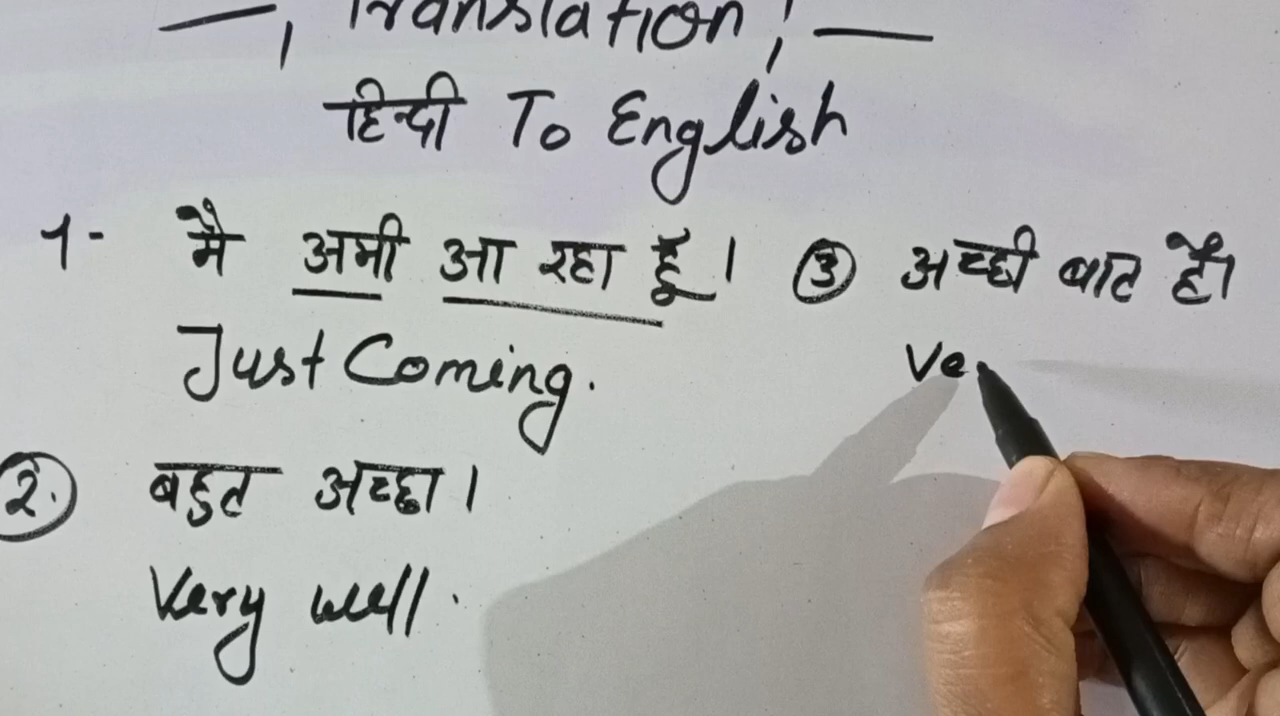 Translation
हिन्दी To English
1- मै अभी आ रहा हूँ।
Just Coming.
2. बहुत अच्छा।
Very well.
3 अच्छी बात है।
Ve